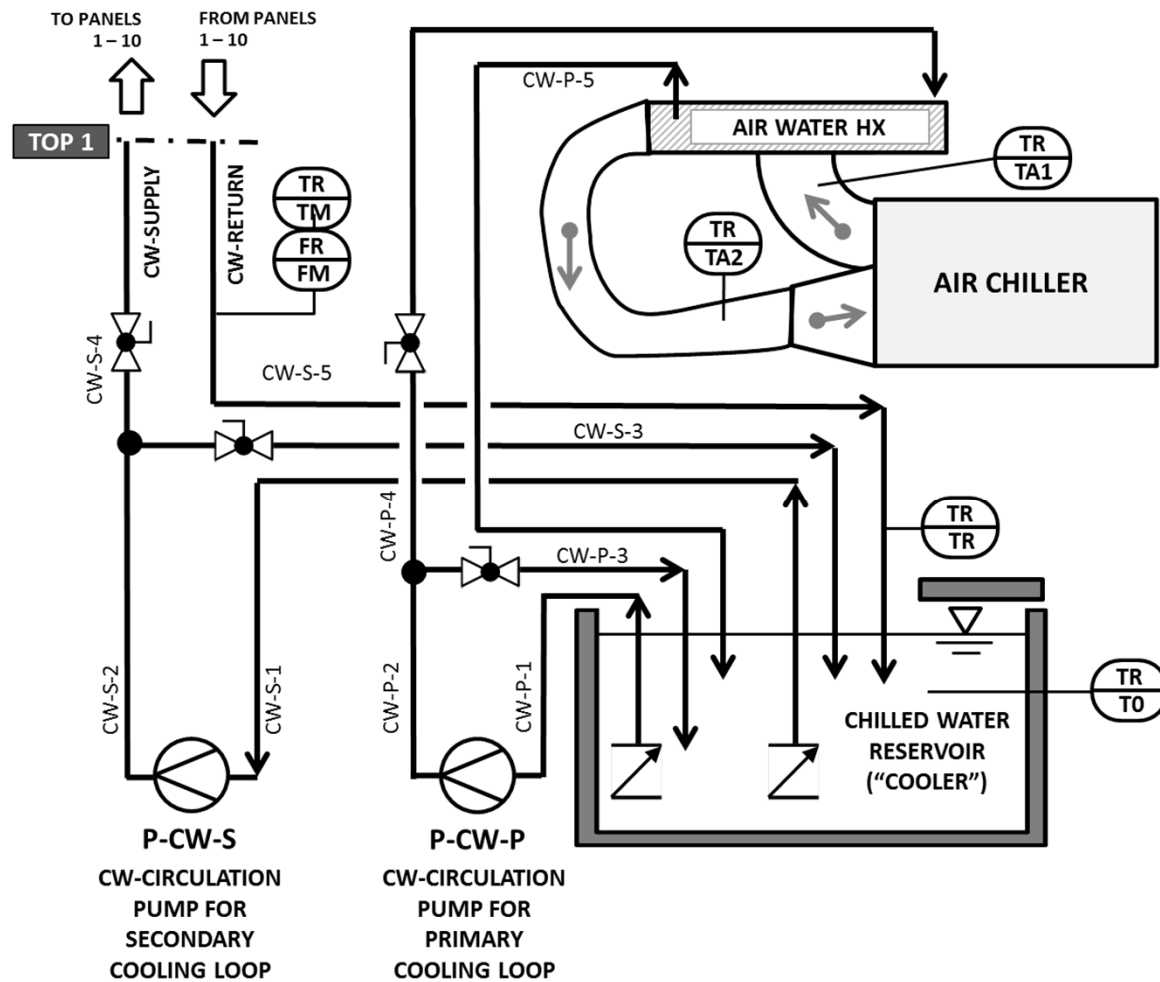 TO PANELS
1 – 10
FROM PANELS
1 – 10
TOP 1
CW-SUPPLY
CW-RETURN
TR
TM
FR
FM
CW-P-5
AIR WATER HX
TR
TA1
TR
TA2
AIR CHILLER
CW-S-4
CW-S-5
CW-S-3
CW-P-4
CW-P-3
TR
TR
CW-S-2
CW-S-1
CW-P-2
CW-P-1
TR
T0
CHILLED WATER
RESERVOIR
(“COOLER”)
P-CW-S
CW-CIRCULATION
PUMP FOR
SECONDARY
COOLING LOOP
P-CW-P
CW-CIRCULATION
PUMP FOR
PRIMARY
COOLING LOOP